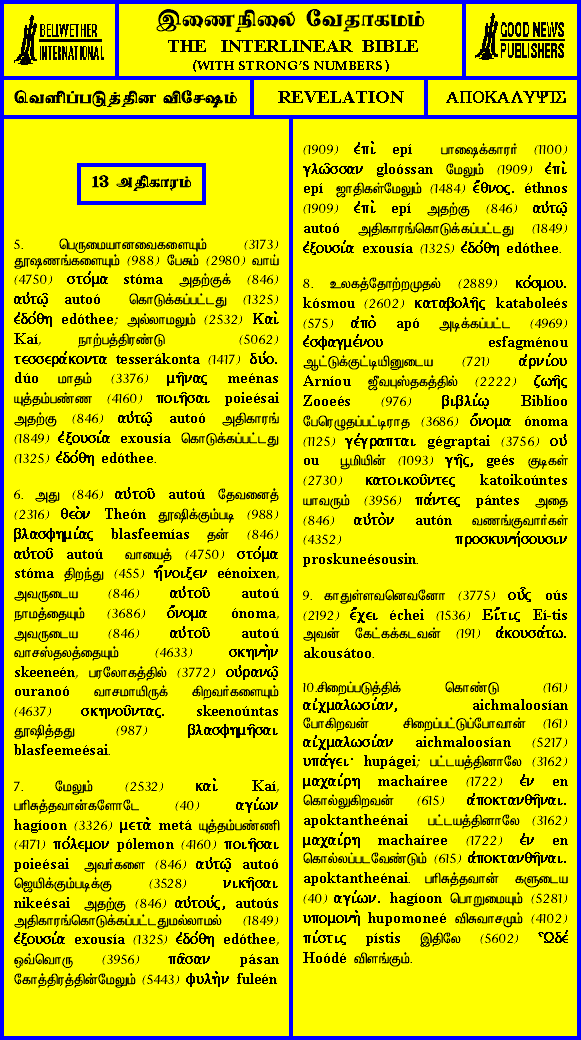 BELLWETHER
INTERNATIONAL
இணைநிலை வேதாகமம்
THE INTERLINEAR BIBLE
(WITH STRONG'S NUMBERS)
GOOD NEWS
PUBLISHERS
வெளிப்படுத்தின விசேஷம்
REVELATION
ΑΠΟΚΑΛΥΨΙΣ
13 அதிகாரம்
5. பெருமையானவைகளையும் (3173)
தூஷணங்களையும் (988) பேசும் (2980) வாய்
(4750) στόμα stóma அதற்குக் (846)
αὐτῷ autoó கொடுக்கப்பட்டது (1325)
ἐδόθη edóthee; அல்லாமலும் (2532) Καὶ
Kaí, நாற்பத்திரண்டு (5062)
τεσσεράκοντα tesserákonta (1417) δύο.
dúo மாதம் (3376) μῆνας meénas
யுத்தம்பண்ண (4160) ποιῆσαι poieésai
அதற்கு (846) αὐτῷ autoó அதிகாரங்
(1849) ἐξουσία exousía கொடுக்கப்பட்டது
(1325) ἐδόθη edóthee.
6. அது (846) αὐτοῦ autoú தேவனைத்
(2316) θεὸν Theón தூஷிக்கும்படி (988)
βλασφημίας blasfeemías தன் (846)
αὐτοῦ autoú வாயைத் (4750) στόμα
stóma திறந்து (455) ἤνοιξεν eénoixen,
அவருடைய (846) αὐτοῦ autoú
நாமத்தையும் (3686) ὄνομα ónoma,
அவருடைய (846) αὐτοῦ autoú
வாசஸ்தலத்தையும் (4633) σκηνὴν
skeeneén, பரலோகத்தில் (3772) οὐρανῷ
ouranoó வாசமாயிருக் கிறவர்களையும்
(4637) σκηνοῦντας. skeenoúntas
தூஷித்தது (987) βλασφημῆσαι
blasfeemeésai.
7. மேலும் (2532) καὶ Kaí,
பரிசுத்தவான்களோடே (40) αγίων
hagíoon (3326) μετὰ metá யுத்தம்பண்ணி
(4171) πόλεμον pólemon (4160) ποιῆσαι
poieésai அவர்களை (846) αὐτῷ autoó
ஜெயிக்கும்படிக்கு (3528) νικῆσαι
nikeésai அதற்கு (846) αὐτούς, autoús
அதிகாரங்கொடுக்கப்பட்டதுமல்லாமல் (1849)
ἐξουσία exousía (1325) ἐδόθη edóthee,
ஒவ்வொரு (3956) πᾶσαν pásan
கோத்திரத்தின்மேலும் (5443) φυλὴν fuleén
(1909) ἐπὶ epí பாஷைக்காரர் (1100)
γλῶσσαν gloóssan மேலும் (1909) ἐπὶ
epí ஜாதிகள்மேலும் (1484) ἔθνος. éthnos
(1909) ἐπὶ epí அதற்கு (846) αὐτῷ
autoó அதிகாரங்கொடுக்கப்பட்டது (1849)
ἐξουσία exousía (1325) ἐδόθη edóthee.
8. உலகத்தோற்றமுதல் (2889) κόσμου.
kósmou (2602) καταβολῆς kataboleés
(575) ἀπὸ apó அடிக்கப்பட்ட (4969)
ἐσφαγμένου esfagménou
ஆட்டுக்குட்டியினுடைய (721) ἀρνίου
Arníou ஜீவபுஸ்தகத்தில் (2222) ζωῆς
Zooeés (976) βιβλίῳ Biblíoo
பேரெழுதப்பட்டிராத (3686) ὄνομα ónoma
(1125) γέγραπται gégraptai (3756) οὐ
ou பூமியின் (1093) γῆς, geés குடிகள்
(2730) κατοικοῦντες katoikoúntes
யாவரும் (3956) πάντες pántes அதை
(846) αὐτὸν autón வணங்குவார்கள்
(4352) προσκυνήσουσιν
proskuneésousin.
9. காதுள்ளவனெவனோ (3775) οὖς oús
(2192) ἔχει échei (1536) Εἴτις Eí-tis
அவன் கேட்கக்கடவன் (191) ἀκουσάτω.
akousátoo.
10.சிறைப்படுத்திக் கொண்டு (161)
αἰχμαλωσίαν, aichmaloosían
போகிறவன் சிறைப்பட்டுப்போவான் (161)
αἰχμαλωσίαν aichmaloosían (5217)
υπάγει· hupágei; பட்டயத்தினாலே (3162)
μαχαίρη machaíree (1722) ἐν en
கொல்லுகிறவன் (615) ἀποκτανθῆναι.
apoktantheénai பட்டயத்தினாலே (3162)
μαχαίρη machaíree (1722) ἐν en
கொல்லப்படவேண்டும் (615) ἀποκτανθῆναι.
apoktantheénai. பரிசுத்தவான் களுடைய
(40) αγίων. hagíoon பொறுமையும் (5281)
υπομονὴ hupomoneé விசுவாசமும் (4102)
πίστις pístis இதிலே (5602) Ὧδέ
Hoódé விளங்கும்.